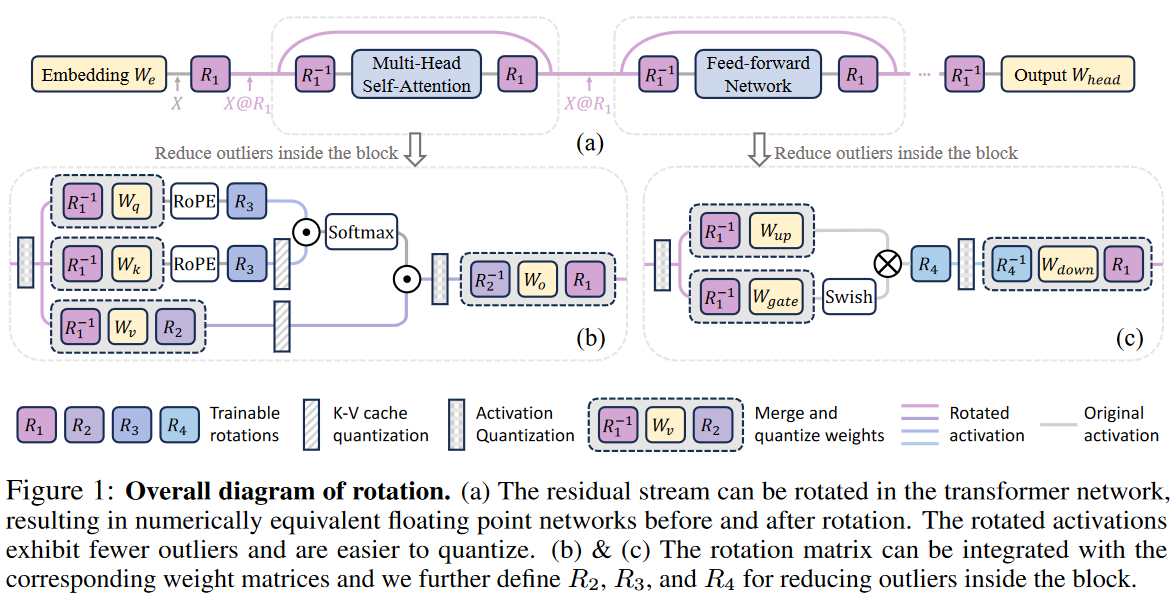 Embedding $W_e$ $R_1$ $R_1^{-1}$ Multi-Head Self-Attention $R_1$ $R_1^{-1}$ Feed-forward Network $R_1$ ... $R_1^{-1}$ Output $W_{head}$
$X$ $X@R_1$ $X@R_1$
(a)
Reduce outliers inside the block
Reduce outliers inside the block
$R_1^{-1}$ $W_q$ RoPE $R_3$
Softmax
$R_1^{-1}$ $W_k$ RoPE $R_3$
$R_2^{-1}$ $W_o$ $R_1$
$R_1^{-1}$ $W_v$ $R_2$
(b)
$R_1^{-1}$ $W_{up}$
$R_4$ $R_4^{-1}$ $W_{down}$ $R_1$
$R_1^{-1}$ $W_{gate}$ Swish
(c)
$R_1$ $R_2$ $R_3$ $R_4$
Trainable
rotations
K-V cache
quantization
Activation
Quantization
$R_1^{-1}$ $W_v$ $R_2$
Merge and
quantize weights
Rotated
activation
Original
activation
Figure 1: Overall diagram of rotation. (a) The residual stream can be rotated in the transformer network,
resulting in numerically equivalent floating point networks before and after rotation. The rotated activations
exhibit fewer outliers and are easier to quantize. (b) & (c) The rotation matrix can be integrated with the
corresponding weight matrices and we further define $R_2$, $R_3$, and $R_4$ for reducing outliers inside the block.